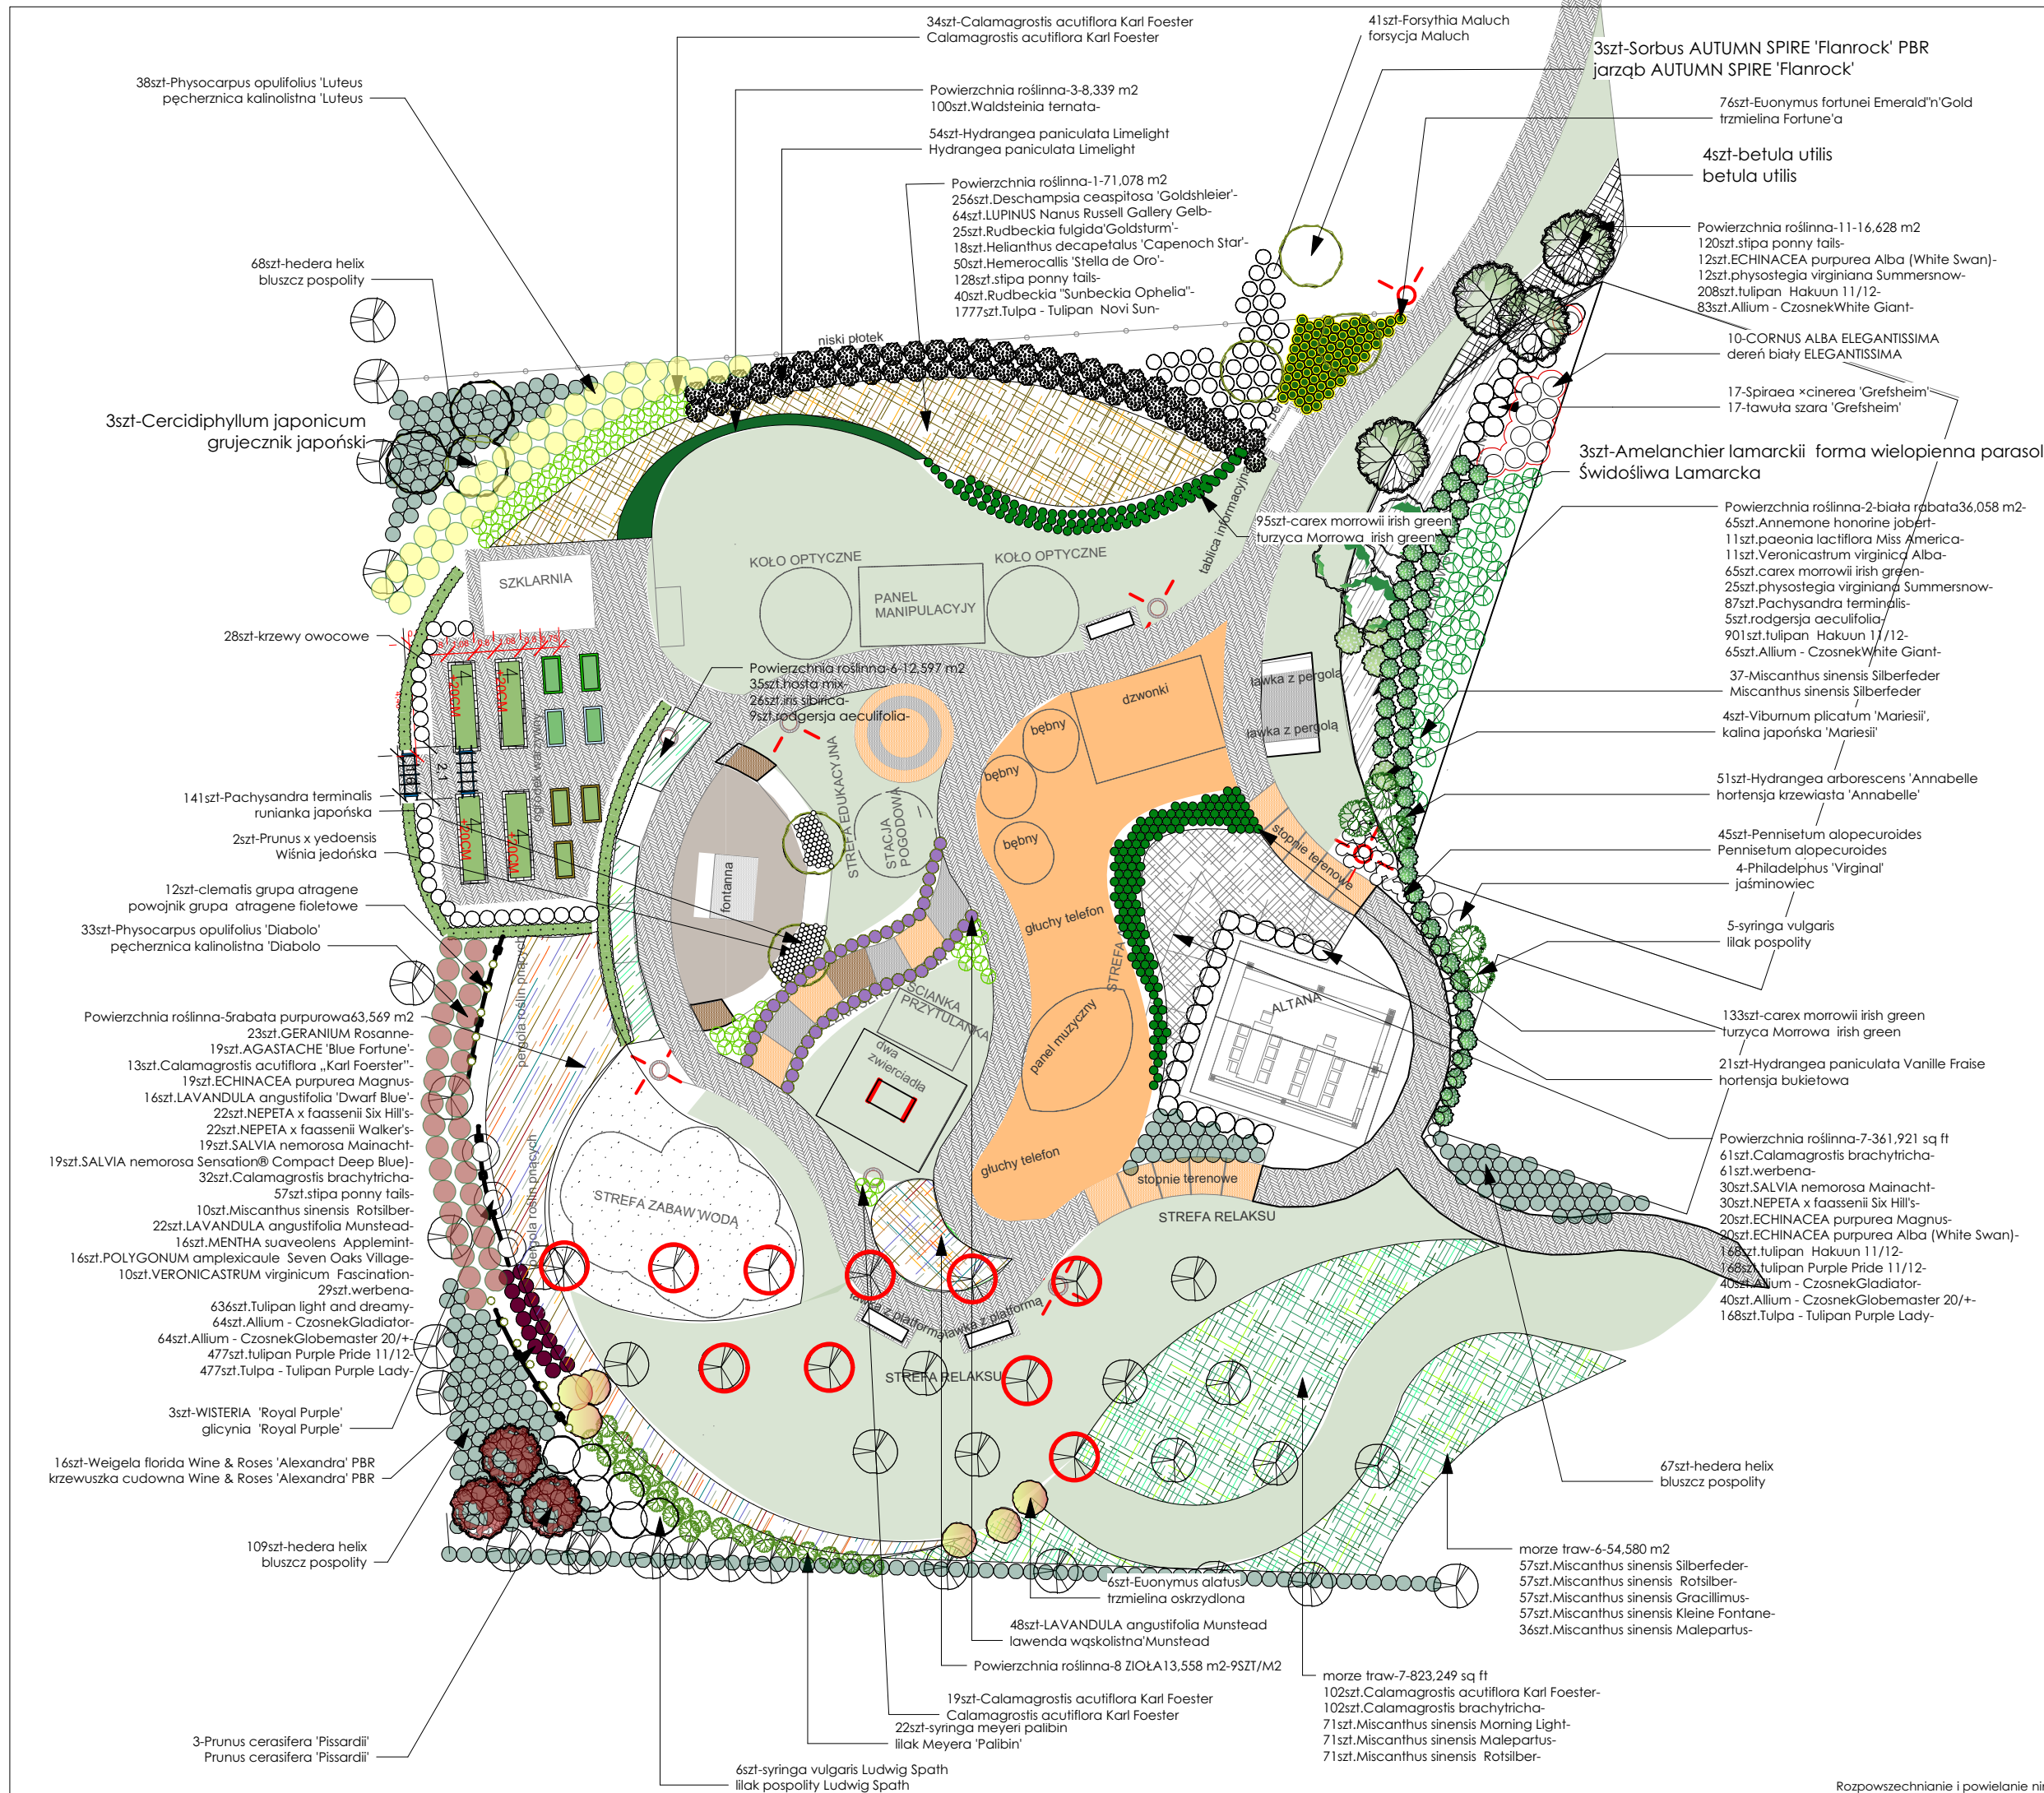 34szt-Calamagrostis acutiflora Karl Foester
Calamagrostis acutiflora Karl Foester
41szt-Forsythia Maluch
forsycja Maluch
3szt-Sorbus AUTUMN SPIRE 'Flanrock' PBR
jarząb AUTUMN SPIRE 'Flanrock'
38szt-Physocarpus opulifolius 'Luteus
pęcherznica kalinolistna 'Luteus
Powierzchnia roślinna-3-8,339 m2
100szt.Waldsteinia ternata-
76szt-Euonymus fortunei Emerald"n'Gold
trzmielina Fortune'a
54szt-Hydrangea paniculata Limelight
Hydrangea paniculata Limelight
4szt-betula utilis
betula utilis
Powierzchnia roślinna-1-71,078 m2
256szt.Deschampsia ceaspitosa 'Goldshleier'-
64szt.LUPINUS Nanus Russell Gallery Gelb-
25szt.Rudbeckia fulgida'Goldsturm'-
18szt.Helianthus decapetalus 'Capenoch Star'-
50szt.Hemerocallis 'Stella de Oro'-
128szt.stipa ponny tails-
40szt.Rudbeckia "Sunbeckia Ophelia"-
1777szt.Tulpa - Tulipan  Novi Sun-
Powierzchnia roślinna-11-16,628 m2
120szt.stipa ponny tails-
12szt.ECHINACEA purpurea Alba (White Swan)-
12szt.physostegia virginiana Summersnow-
208szt.tulipan  Hakuun 11/12-
83szt.Allium - CzosnekWhite Giant-
68szt-hedera helix
bluszcz pospolity
niski płotek
10-CORNUS ALBA ELEGANTISSIMA
dereń biały ELEGANTISSIMA
17-Spiraea ×cinerea 'Grefsheim'
17-tawuła szara 'Grefsheim'
3szt-Cercidiphyllum japonicum
grujecznik japoński
3szt-Amelanchier lamarckii  forma wielopienna parasol
Świdośliwa Lamarcka
95szt-carex morrowii irish green
turzyca Morrowa  irish green
tablica informacyjna
Powierzchnia roślinna-2-biała rabata36,058 m2-
65szt.Annemone honorine jobert-
11szt.paeonia lactiflora Miss America-
11szt.Veronicastrum virginica Alba-
65szt.carex morrowii irish green-
25szt.physostegia virginiana Summersnow-
87szt.Pachysandra terminalis-
5szt.rodgersja aeculifolia-
901szt.tulipan  Hakuun 11/12-
65szt.Allium - CzosnekWhite Giant-
SZKLARNIA
KOŁO OPTYCZNE
KOŁO OPTYCZNE
PANEL
MANIPULACYJY
28szt-krzewy owocowe
Powierzchnia roślinna-6-12,597 m2
35szt.hosta mix-
26szt.iris sibirica-
9szt.rodgersja aeculifolia-
ławka z pergolą
ławka z pergolą
dzwonki
bębny
bębny
bębny
37-Miscanthus sinensis Silberfeder
Miscanthus sinensis Silberfeder
4szt-Viburnum plicatum 'Mariesii',
kalina japońska 'Mariesii'
+20CM
+20CM
+20CM
+70CM
2,1
ogródek warzywny
STREFA EDUKACYJNA
STACJA
POGODOWA
fontanna
51szt-Hydrangea arborescens 'Annabelle
hortensja krzewiasta 'Annabelle'
141szt-Pachysandra terminalis
runianka japońska
2szt-Prunus x yedoensis
Wiśnia jedońska
stopnie terenowe
45szt-Pennisetum alopecuroides
Pennisetum alopecuroides
4-Philadelphus 'Virginal'
jaśminowiec
12szt-clematis grupa atragene
powojnik grupa  atragene fioletowe
33szt-Physocarpus opulifolius 'Diabolo'
pęcherznica kalinolistna 'Diabolo
głuchy telefon
5-syringa vulgaris
lilak pospolity
STREFA
pergola roślin pnących
ŚCIANKA
PRZYTULANKA
dwa
zwierciadła
panel muzyczny
ALTANA
Powierzchnia roślinna-5rabata purpurowa63,569 m2
23szt.GERANIUM Rosanne-
19szt.AGASTACHE 'Blue Fortune'-
13szt.Calamagrostis acutiflora „Karl Foerster"-
19szt.ECHINACEA purpurea Magnus-
16szt.LAVANDULA angustifolia 'Dwarf Blue'-
22szt.NEPETA x faassenii Six Hill's-
22szt.NEPETA x faassenii Walker's-
19szt.SALVIA nemorosa Mainacht-
19szt.SALVIA nemorosa Sensation® Compact Deep Blue)-
32szt.Calamagrostis brachytricha-
57szt.stipa ponny tails-
10szt.Miscanthus sinensis  Rotsilber-
22szt.LAVANDULA angustifolia Munstead-
16szt.MENTHA suaveolens  Applemint-
16szt.POLYGONUM amplexicaule  Seven Oaks Village-
10szt.VERONICASTRUM virginicum  Fascination-
29szt.werbena-
636szt.Tulipan light and dreamy-
64szt.Allium - CzosnekGladiator-
64szt.Allium - CzosnekGlobemaster 20/+-
477szt.tulipan Purple Pride 11/12-
477szt.Tulpa - Tulipan Purple Lady-
133szt-carex morrowii irish green
turzyca Morrowa  irish green
21szt-Hydrangea paniculata Vanille Fraise
hortensja bukietowa
Powierzchnia roślinna-7-361,921 sq ft
61szt.Calamagrostis brachytricha-
61szt.werbena-
30szt.SALVIA nemorosa Mainacht-
30szt.NEPETA x faassenii Six Hill's-
20szt.ECHINACEA purpurea Magnus-
20szt.ECHINACEA purpurea Alba (White Swan)-
168szt.tulipan  Hakuun 11/12-
168szt.tulipan Purple Pride 11/12-
40szt.Allium - CzosnekGladiator-
40szt.Allium - CzosnekGlobemaster 20/+-
168szt.Tulpa - Tulipan Purple Lady-
pergola roślin pnących
głuchy telefon
stopnie terenowe
STREFA ZABAW WODĄ
STREFA RELAKSU
ławka z platformą
ławka z platformą
STREFA RELAKSU
3szt-WISTERIA  'Royal Purple'
glicynia  'Royal Purple'
16szt-Weigela florida Wine & Roses 'Alexandra' PBR
krzewuszka cudowna Wine & Roses 'Alexandra' PBR
67szt-hedera helix
bluszcz pospolity
109szt-hedera helix
bluszcz pospolity
morze traw-6-54,580 m2
57szt.Miscanthus sinensis Silberfeder-
57szt.Miscanthus sinensis  Rotsilber-
57szt.Miscanthus sinensis Gracillimus-
57szt.Miscanthus sinensis Kleine Fontane-
36szt.Miscanthus sinensis Malepartus-
6szt-Euonymus alatus
trzmielina oskrzydlona
48szt-LAVANDULA angustifolia Munstead
lawenda wąskolistna'Munstead
Powierzchnia roślinna-8 ZIOŁA13,558 m2-9SZT/M2
morze traw-7-823,249 sq ft
102szt.Calamagrostis acutiflora Karl Foester-
102szt.Calamagrostis brachytricha-
71szt.Miscanthus sinensis Morning Light-
71szt.Miscanthus sinensis Malepartus-
71szt.Miscanthus sinensis  Rotsilber-
19szt-Calamagrostis acutiflora Karl Foester
Calamagrostis acutiflora Karl Foester
22szt-syringa meyeri palibin
lilak Meyera 'Palibin'
3-Prunus cerasifera 'Pissardii'
Prunus cerasifera 'Pissardii'
6szt-syringa vulgaris Ludwig Spath
lilak pospolity Ludwig Spath
Rozpowszechnianie i powielanie